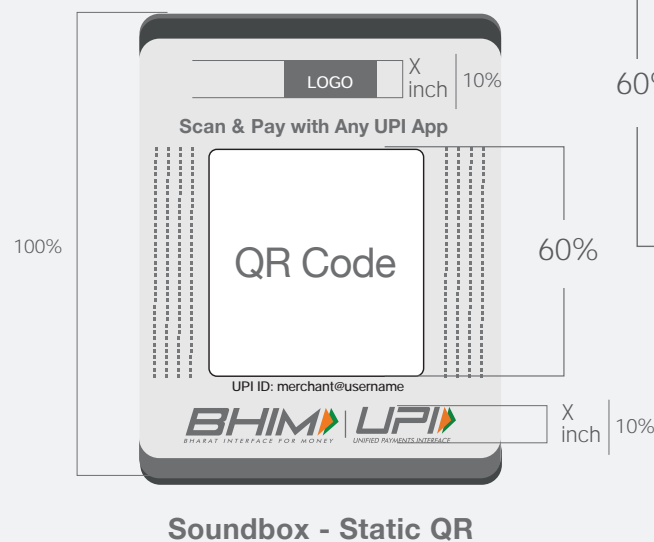 LOGO
X
inch
10%
Scan & Pay with Any UPI App
100%
QR Code
60%
UPI ID: merchant@username
BHIM
BHARAT INTERFACE FOR MONEY
UPI
UNIFIED PAYMENTS INTERFACE
X
inch
10%
Soundbox - Static QR
60%